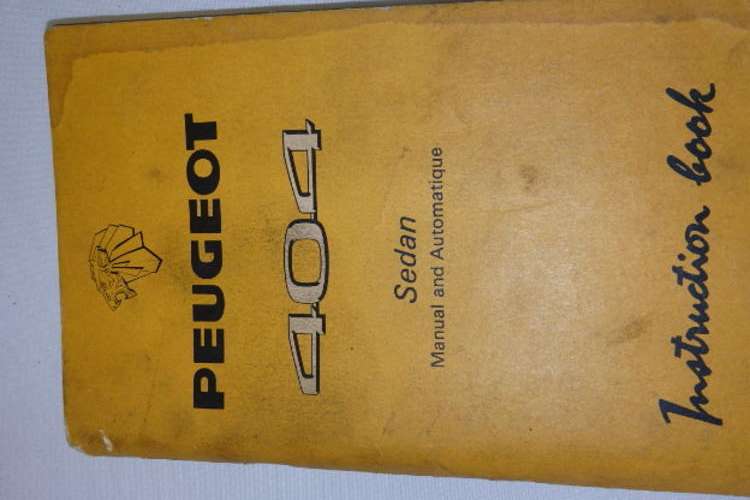 PEUGEOT
404
Sedan
Manual and Automatique
Instruction book